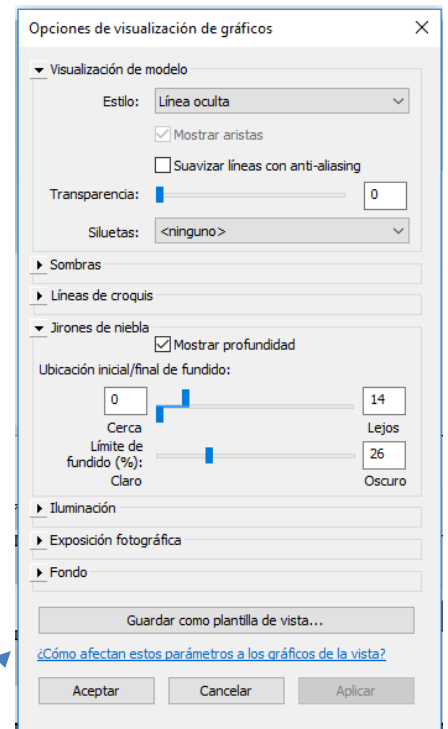 Opciones de visualización de gráficos
Visualización de modelo
Estilo: Línea oculta
Mostrar aristas
Suavizar líneas con anti-aliasing
Transparencia: 0
Siluetas: <ninguno>
Sombras
Líneas de croquis
Jirones de niebla
Mostrar profundidad
Ubicación inicial/final de fundido:
0 14
Cerca Lejos
Límite de
fundido (%): 26
Claro Oscuro
Iluminación
Exposición fotográfica
Fondo
Guardar como plantilla de vista...
¿Cómo afectan estos parámetros a los gráficos de la vista?
Aceptar Cancelar Aplicar